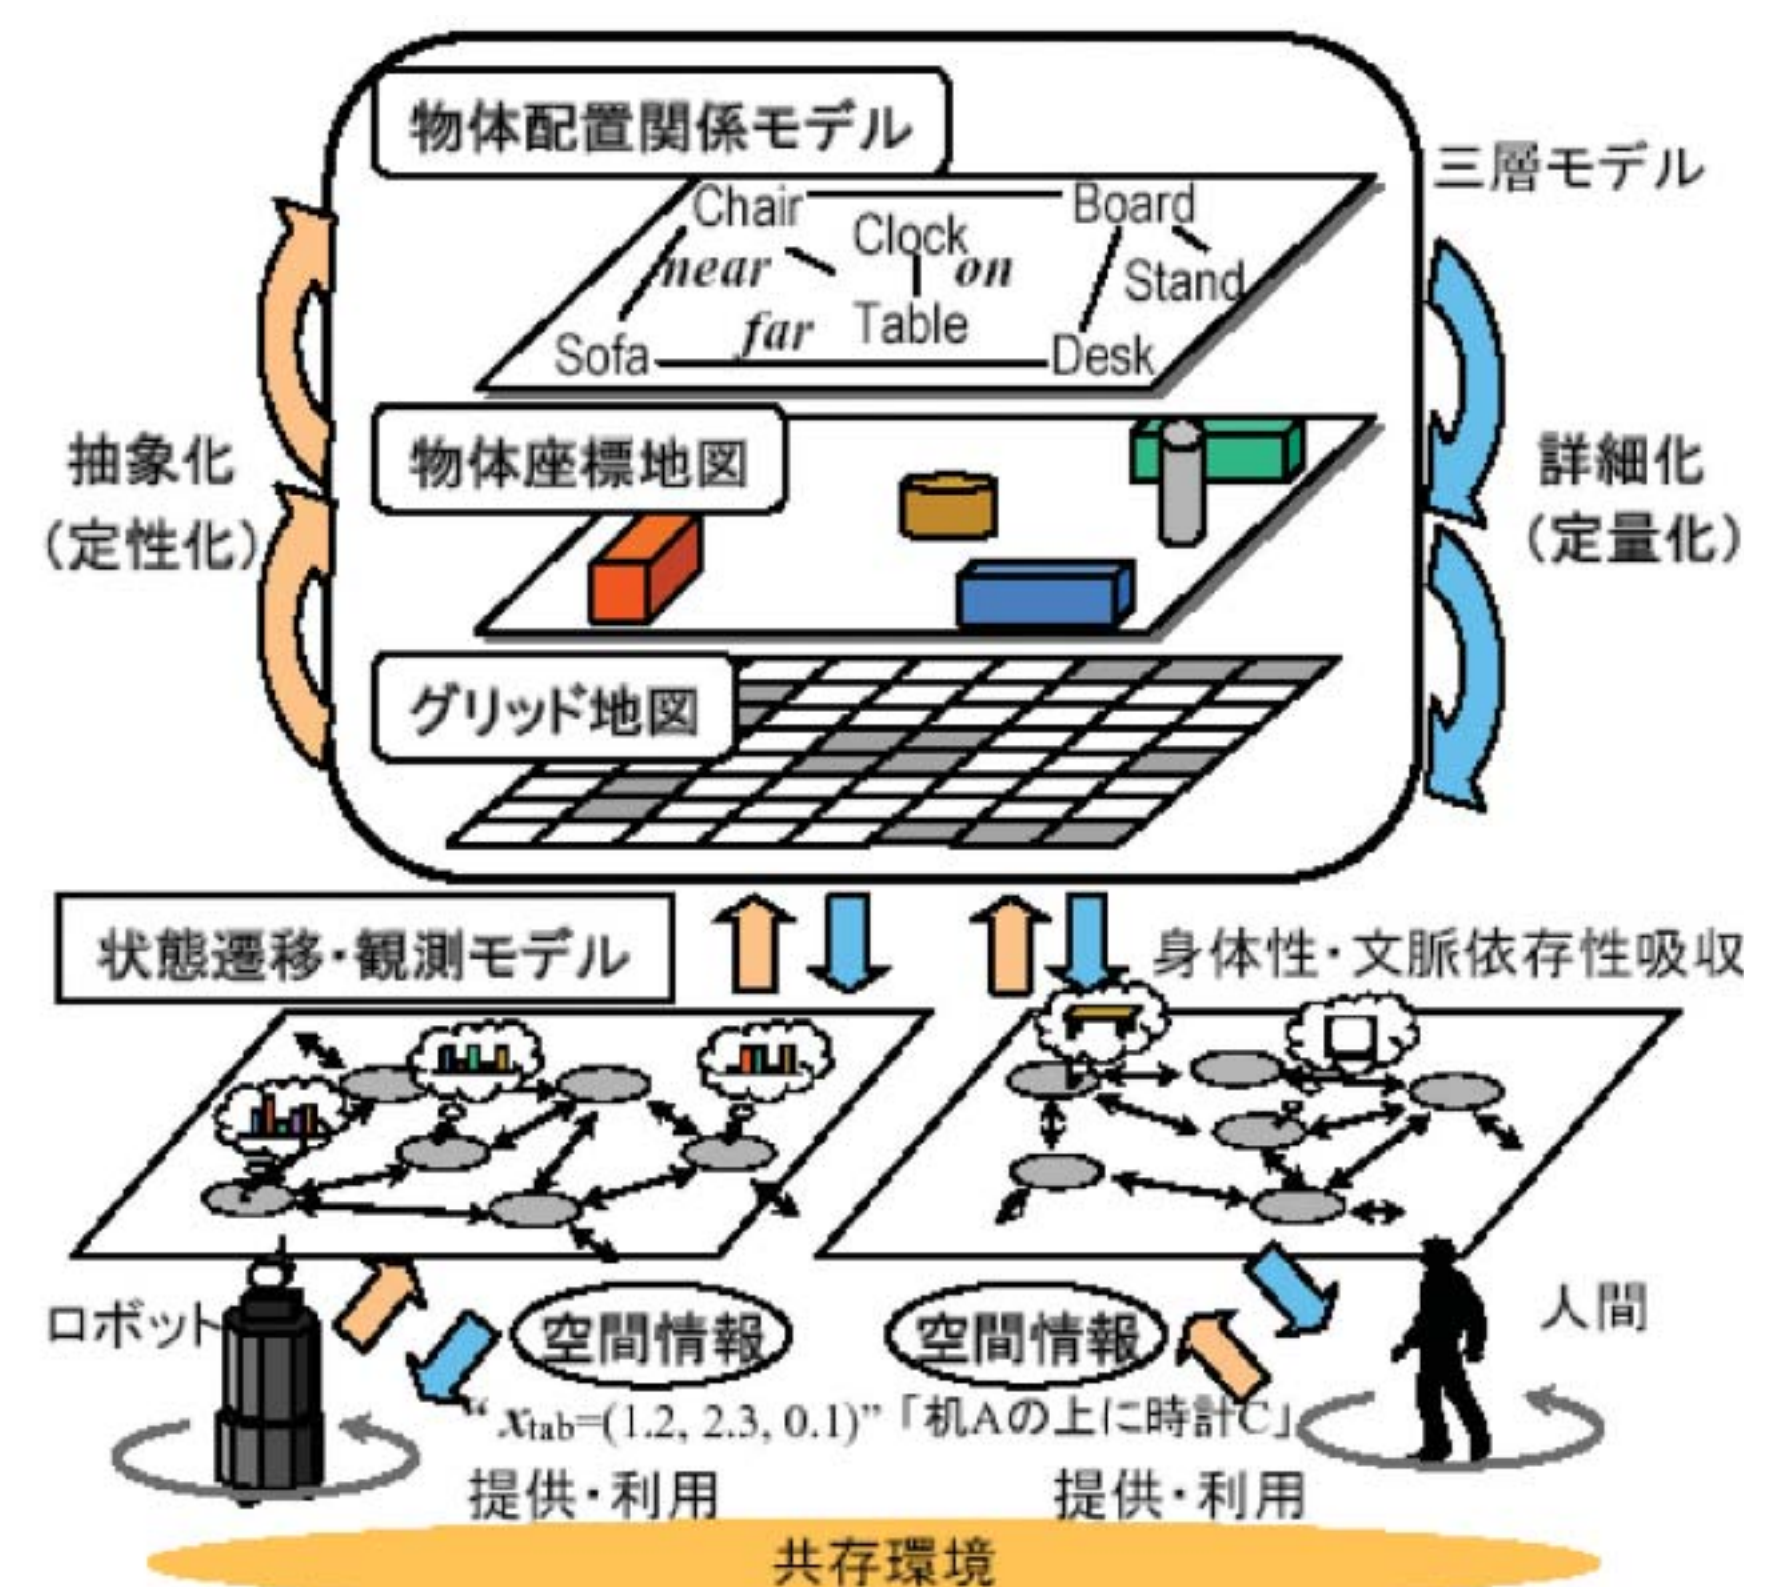 物体配置関係モデル
三層モデル
Chair
Board
Clock
near
on
Stand
far
Table
Sofa
Desk
物体座標地図
抽象化
(定性化)
詳細化
(定量化)
グリッド地図
状態遷移・観測モデル
身体性・文脈依存性吸収
ロボット
空間情報
空間情報
人間
“xtab=(1.2, 2.3, 0.1)”「机Aの上に時計C」
提供・利用
提供・利用
共存環境